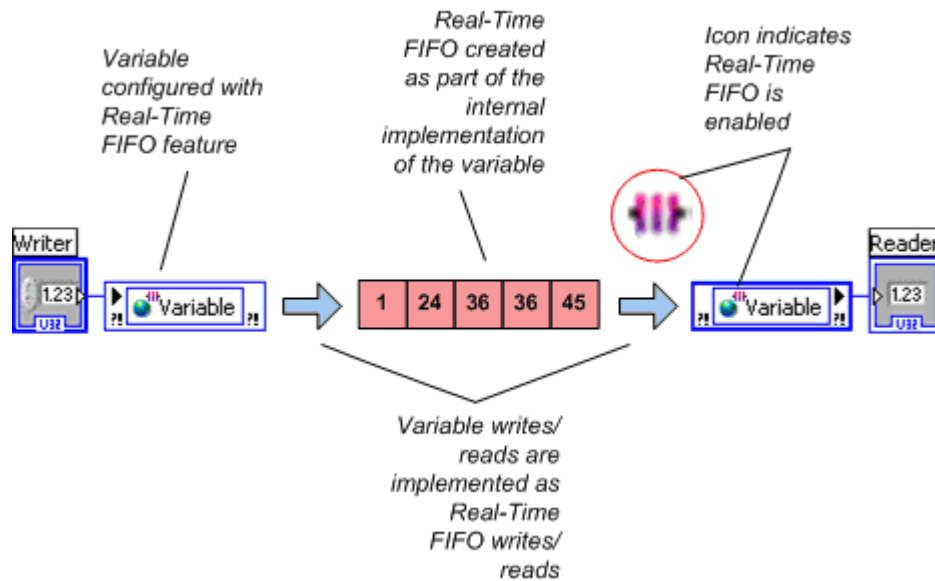 Variable
configured with
Real-Time
FIFO feature
Real-Time
FIFO created
as part of the
internal
implementation
of the variable
Icon indicates
Real-Time
FIFO is
enabled
Writer
1.23
U32
?! Variable ?!
1 24 36 36 45
?! Variable ?!
Reader
1.23
U32
Variable writes/
reads are
implemented as
Real-Time
FIFO writes/
reads